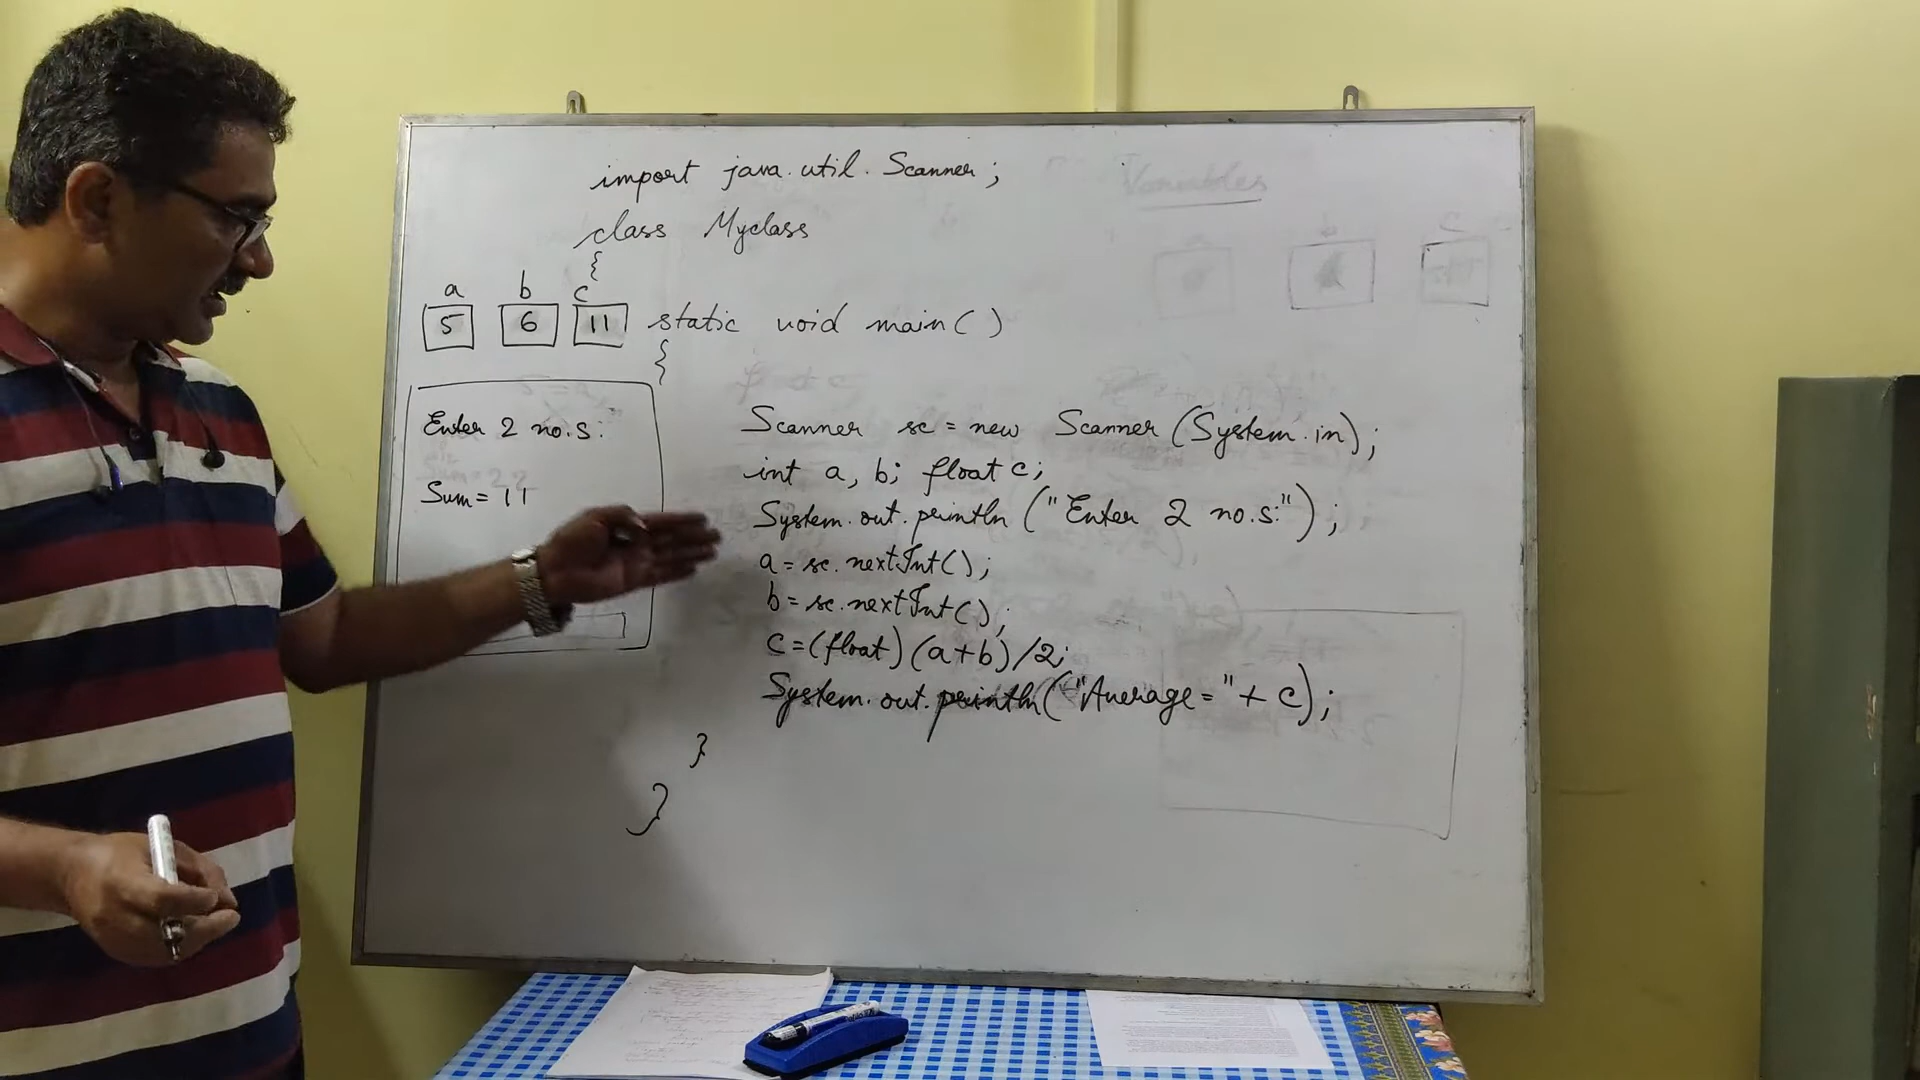 import java.util.Scanner;
class Myclass
{
a b c
5 6 11
static void main( )
{
Enter 2 no.s:
Sum = 11
Scanner sc = new Scanner (System.in);
int a, b; float c;
System.out.println ("Enter 2 no.s:");
a = sc.nextInt();
b = sc.nextInt();
c = (float) (a+b) /2;
System.out.println ("Average=" + c);
}
}
Variables
b
c